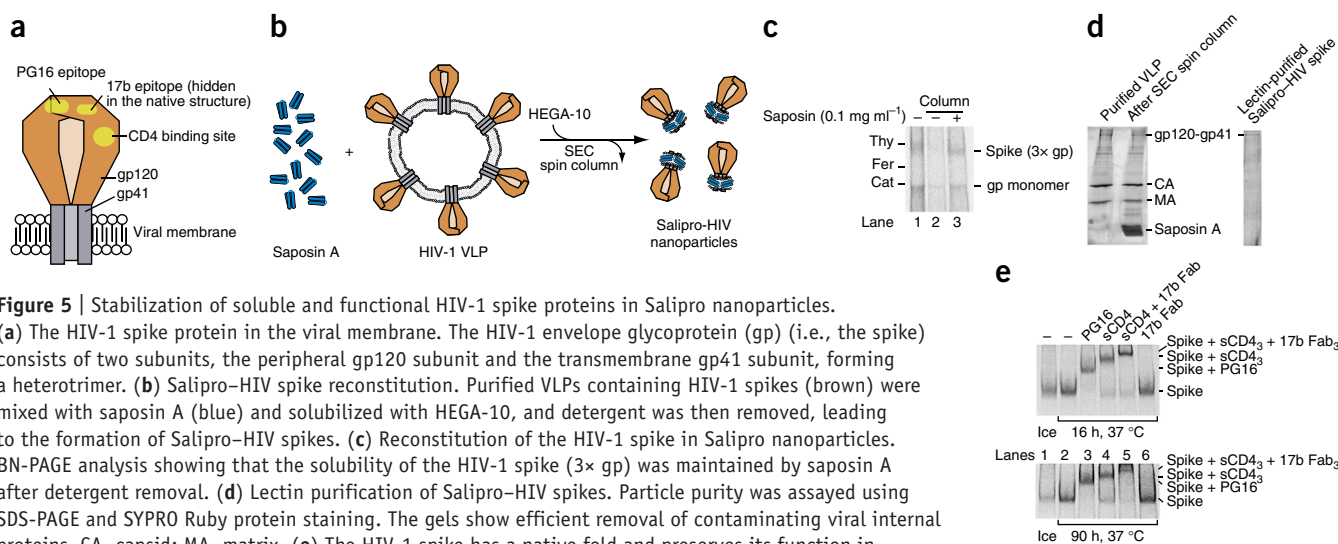 a
PG16 epitope
17b epitope (hidden
in the native structure)
CD4 binding site
gp120
gp41
Viral membrane
b
Saposin A
+
HIV-1 VLP
HEGA-10
SEC
spin column
Salipro-HIV
nanoparticles
c
Column
Saposin (0.1 mg ml⁻¹) – – +
Thy
Fer
Cat
Spike (3× gp)
gp monomer
Lane 1 2 3
d
Purified VLP
After SEC spin column
Lectin-purified
Salipro–HIV spike
gp120-gp41
CA
MA
Saposin A
e
– – PG16 sCD4 sCD4 + 17b Fab 17b Fab
Spike + sCD4₃ + 17b Fab₃
Spike + sCD4₃
Spike + PG16
Spike
Ice 16 h, 37 °C
Lanes 1 2 3 4 5 6
Spike + sCD4₃ + 17b Fab₃
Spike + sCD4₃
Spike + PG16
Spike
Ice 90 h, 37 °C
Figure 5 | Stabilization of soluble and functional HIV-1 spike proteins in Salipro nanoparticles.
(a) The HIV-1 spike protein in the viral membrane. The HIV-1 envelope glycoprotein (gp) (i.e., the spike)
consists of two subunits, the peripheral gp120 subunit and the transmembrane gp41 subunit, forming
a heterotrimer. (b) Salipro–HIV spike reconstitution. Purified VLPs containing HIV-1 spikes (brown) were
mixed with saposin A (blue) and solubilized with HEGA-10, and detergent was then removed, leading
to the formation of Salipro–HIV spikes. (c) Reconstitution of the HIV-1 spike in Salipro nanoparticles.
BN-PAGE analysis showing that the solubility of the HIV-1 spike (3× gp) was maintained by saposin A
after detergent removal. (d) Lectin purification of Salipro–HIV spikes. Particle purity was assayed using
SDS-PAGE and SYPRO Ruby protein staining. The gels show efficient removal of contaminating viral internal
proteins. CA, capsid; MA, matrix. (e) The HIV-1 spike has a native fold and preserves its function in